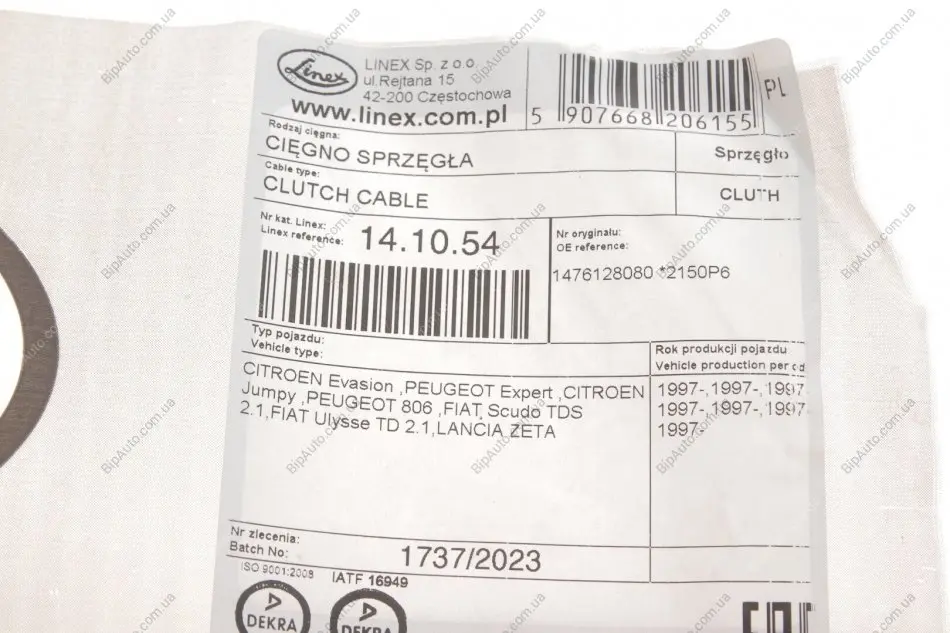 Linex
LINEX Sp. z o.o.
ul.Rejtana 15
42-200 Częstochowa
www.linex.com.pl
5 907668 206155
PL
Rodzaj cięgna:
CIĘGNO SPRZĘGŁA
Sprzęgło
Cable type:
CLUTCH CABLE
CLUTH
Nr kat. Linex:
Linex reference:
14.10.54
Nr oryginału:
OE reference:
1476128080 *2150P6
Typ pojazdu:
Vehicle type:
CITROEN Evasion ,PEUGEOT Expert ,CITROEN
Jumpy ,PEUGEOT 806 ,FIAT Scudo TDS
2.1,FIAT Ulysse TD 2.1,LANCIA ZETA
Rok produkcji pojazdu
Vehicle production
1997-,1997-,1997
1997-,1997-,1997
1997-
Nr zlecenia:
Batch No:
1737/2023
ISO 9001:2008
IATF 16949
DEKRA
DEKRA
BipAuto.com.ua